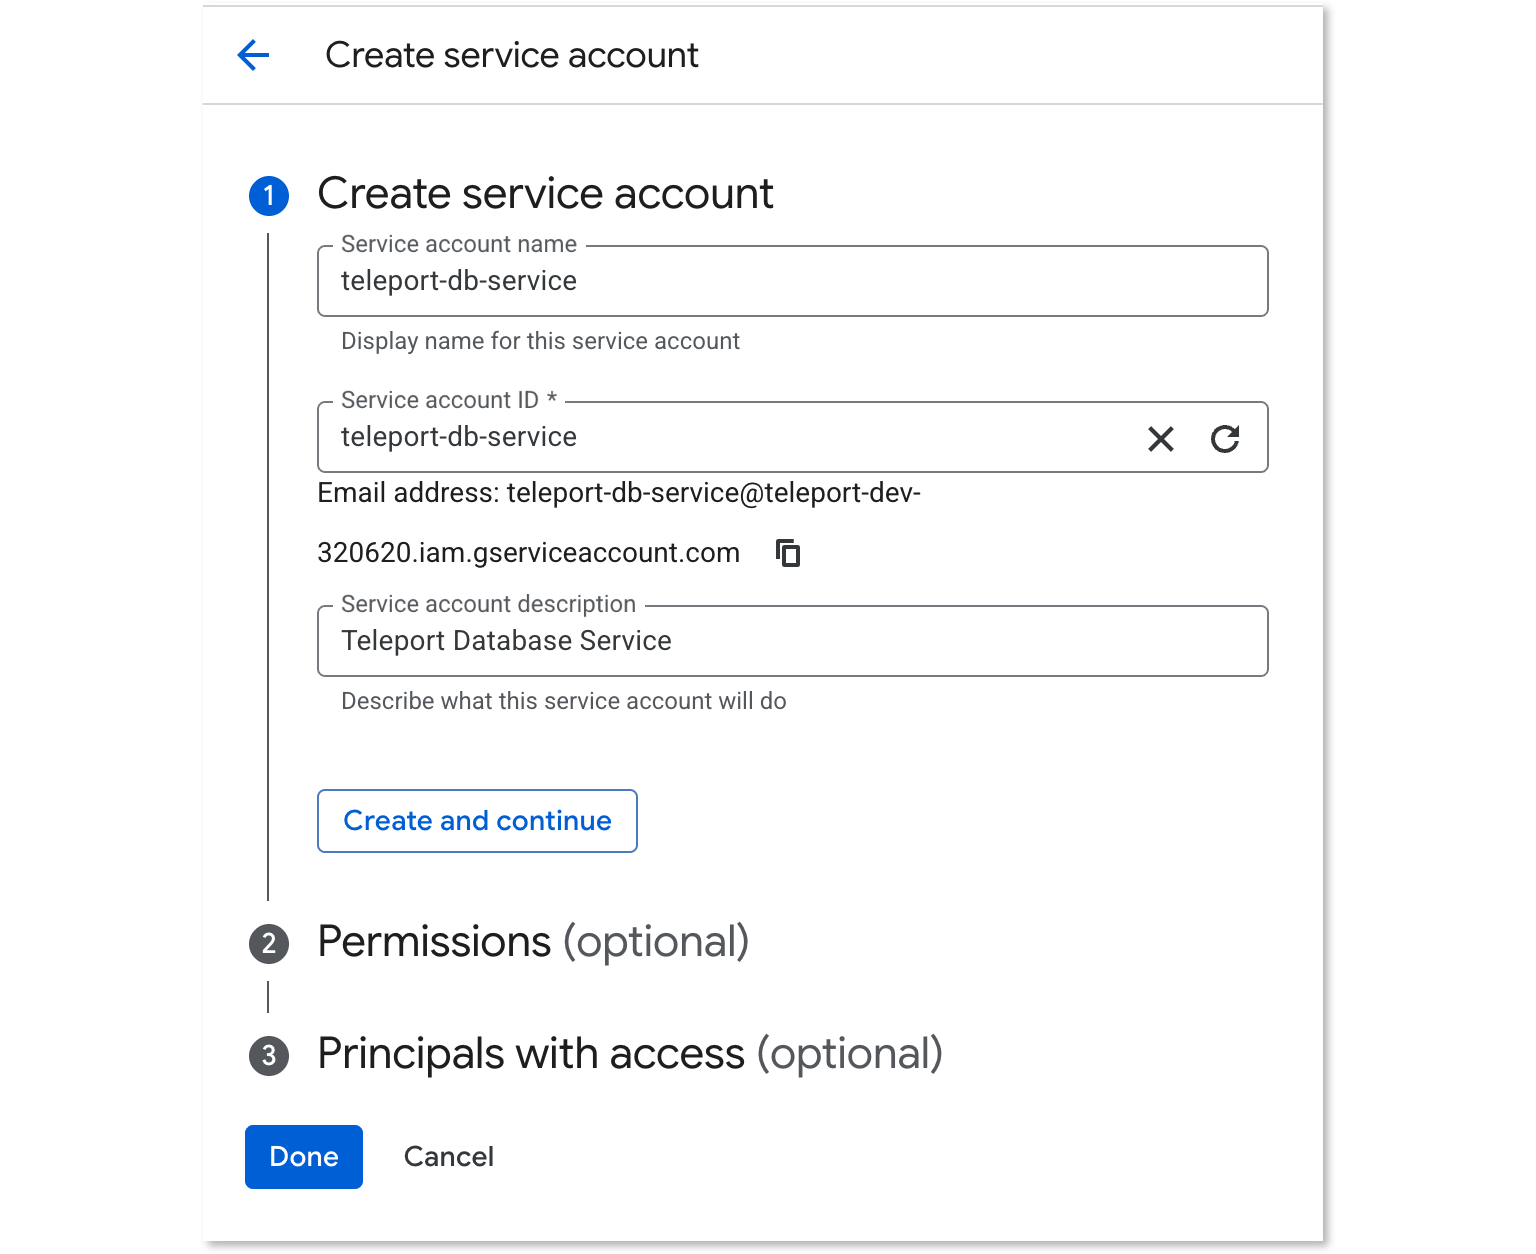 Create service account
1 Create service account
Service account name
teleport-db-service
Display name for this service account
Service account ID *
teleport-db-service
Email address: teleport-db-service@teleport-dev-
320620.iam.gserviceaccount.com
Service account description
Teleport Database Service
Describe what this service account will do
Create and continue
2 Permissions (optional)
3 Principals with access (optional)
Done Cancel